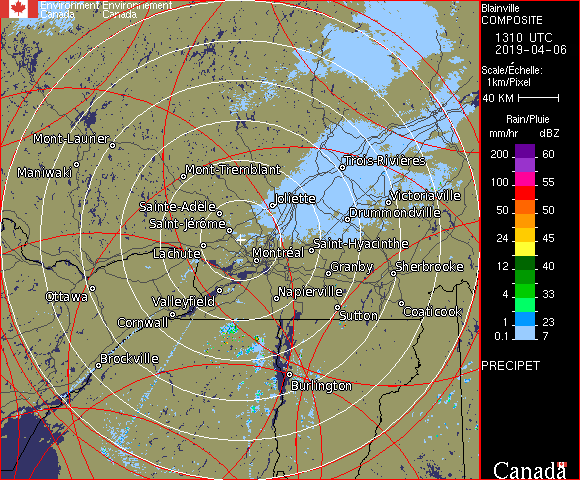 Environment Environnement
Canada Canada
Blainville
COMPOSITE
1310 UTC
2019-04-06
Scale/Échelle:
1km/Pixel
40 KM
Rain/Pluie
mm/hr dBZ
200 60
100 55
50 50
24 45
12 40
4 33
1 23
0.1 7
PRECIPET
Mont-Laurier
Maniwaki
Mont-Tremblant
Trois-Rivières
Joliette
Victoriaville
Sainte-Adèle
Drummondville
Saint-Jérôme
Lachute
Montréal
Saint-Hyacinthe
Granby
Sherbrooke
Ottawa
Valleyfield
Napierville
Cornwall
Sutton
Coaticook
Brockville
Burlington
Canada